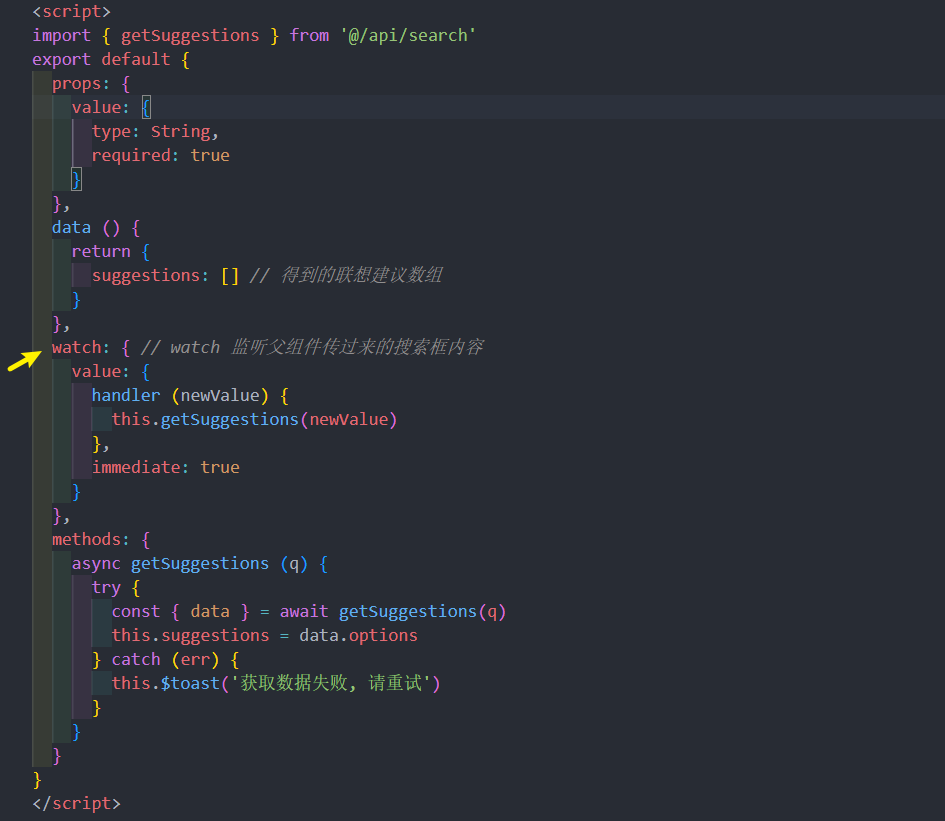 <script>
import { getSuggestions } from '@/api/search'
export default {
  props: {
    value: {
      type: String,
      required: true
    }
  },
  data () {
    return {
      suggestions: [] // 得到的联想建议数组
    }
  },
  watch: { // watch 监听父组件传过来的搜索框内容
    value: {
      handler (newValue) {
        this.getSuggestions(newValue)
      },
      immediate: true
    }
  },
  methods: {
    async getSuggestions (q) {
      try {
        const { data } = await getSuggestions(q)
        this.suggestions = data.options
      } catch (err) {
        this.$toast('获取数据失败, 请重试')
      }
    }
  }
}
</script>